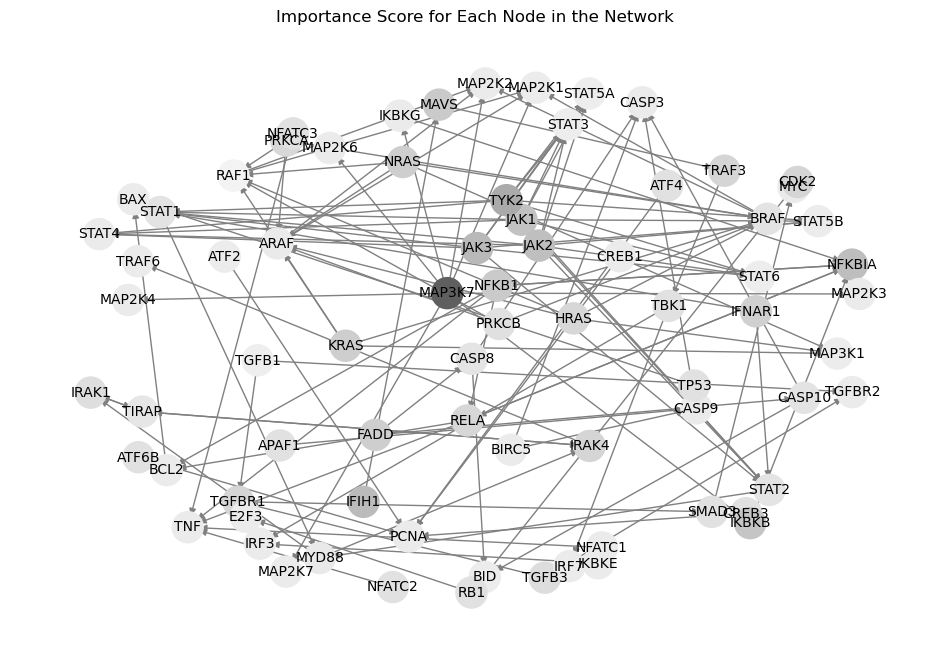 Importance Score for Each Node in the Network
MAP2K2
MAP2K1
STAT5A
MAVS
CASP3
IKBKG
STAT3
NFATC3
PRKCA
MAP2K6
NRAS
TRAF3
RAF1
ATF4
CDK2
MYC
BAX
TYK2
STAT1
JAK1
BRAF
STAT5B
STAT4
ARAF
JAK3
JAK2
ATF2
CREB1
TRAF6
NFKBIA
STAT6
NFKB1
MAP3K7
MAP2K3
MAP2K4
TBK1
IFNAR1
PRKCB
HRAS
KRAS
MAP3K1
TGFB1
CASP8
TP53
IRAK1
TGFBR2
CASP10
TIRAP
CASP9
RELA
FADD
APAF1
IRAK4
BIRC5
ATF6B
BCL2
STAT2
TGFBR1
IFIH1
SMAD3
CREB3
E2F3
IKBKB
TNF
PCNA
IRF3
NFATC1
MYD88
IKBKE
IRF7
MAP2K7
BID
TGFB3
NFATC2
RB1